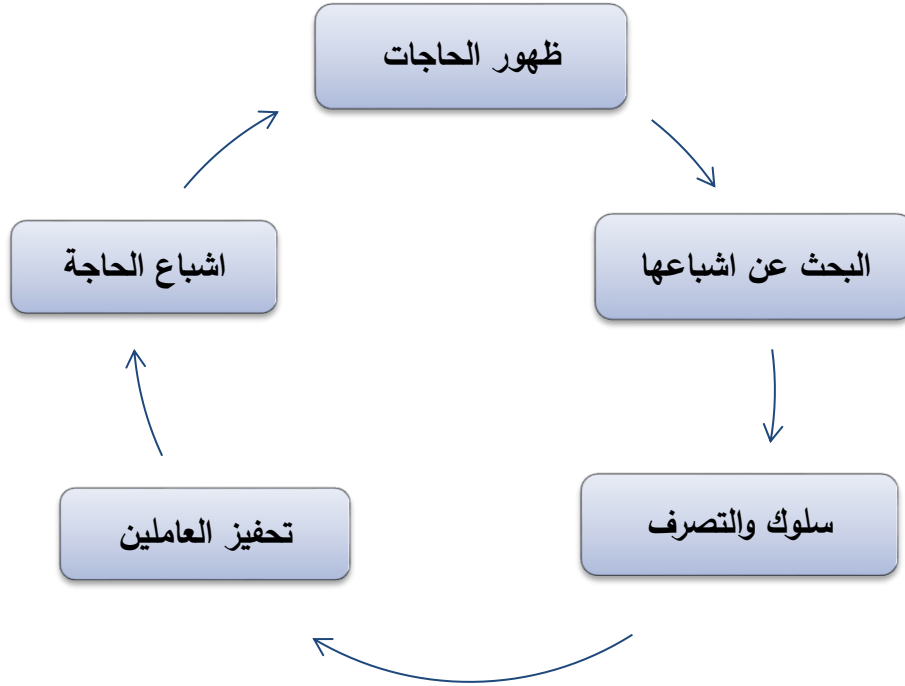 ظهور الحاجات
البحث عن اشباعها
سلوك والتصرف
تحفيز العاملين
اشباع الحاجة